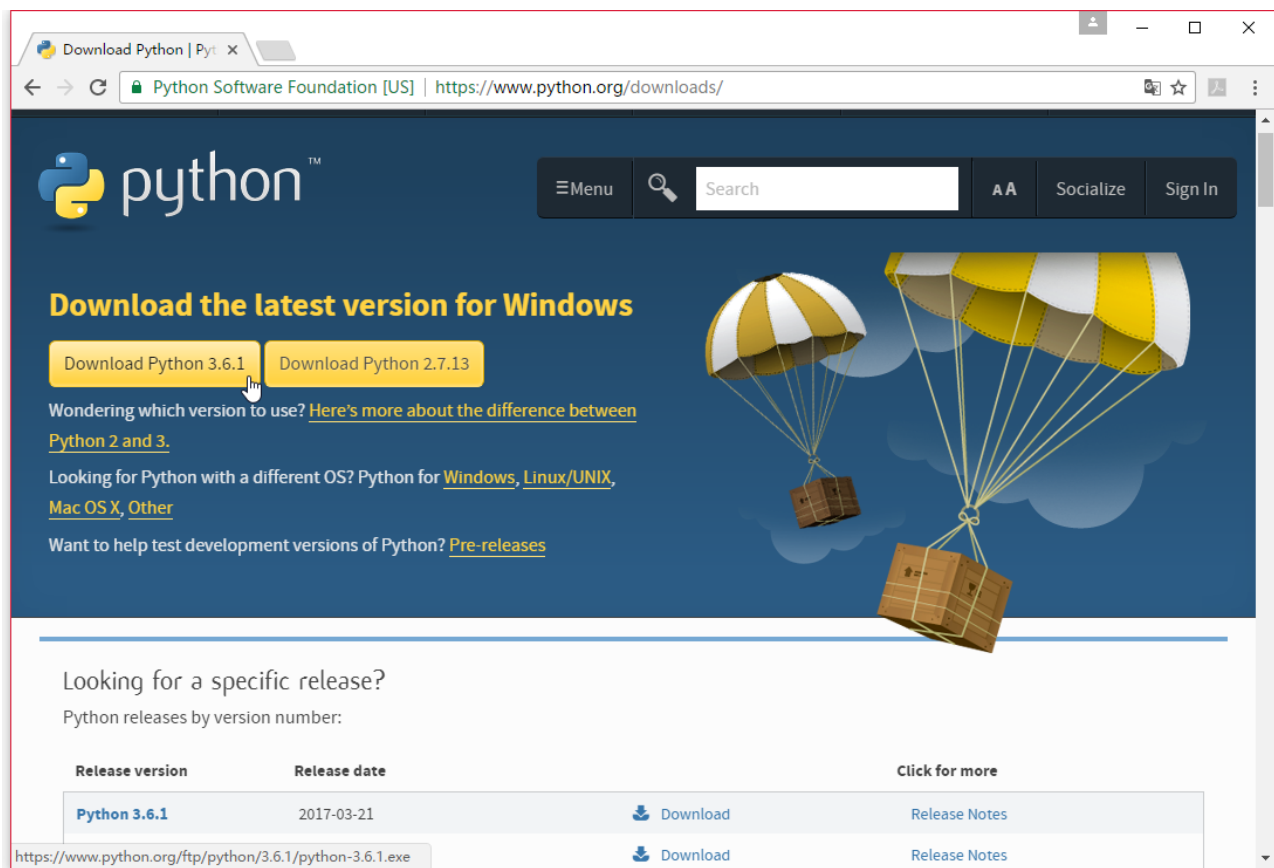 Download Python | Pyt
Python Software Foundation [US] https://www.python.org/downloads/
python™
Menu Search AA Socialize Sign In
Download the latest version for Windows
Download Python 3.6.1 Download Python 2.7.13
Wondering which version to use? Here's more about the difference between
Python 2 and 3.
Looking for Python with a different OS? Python for Windows, Linux/UNIX,
Mac OS X, Other
Want to help test development versions of Python? Pre-releases
Looking for a specific release?
Python releases by version number:
Release version Release date Click for more
Python 3.6.1 2017-03-21 Download Release Notes
https://www.python.org/ftp/python/3.6.1/python-3.6.1.exe Download Release Notes